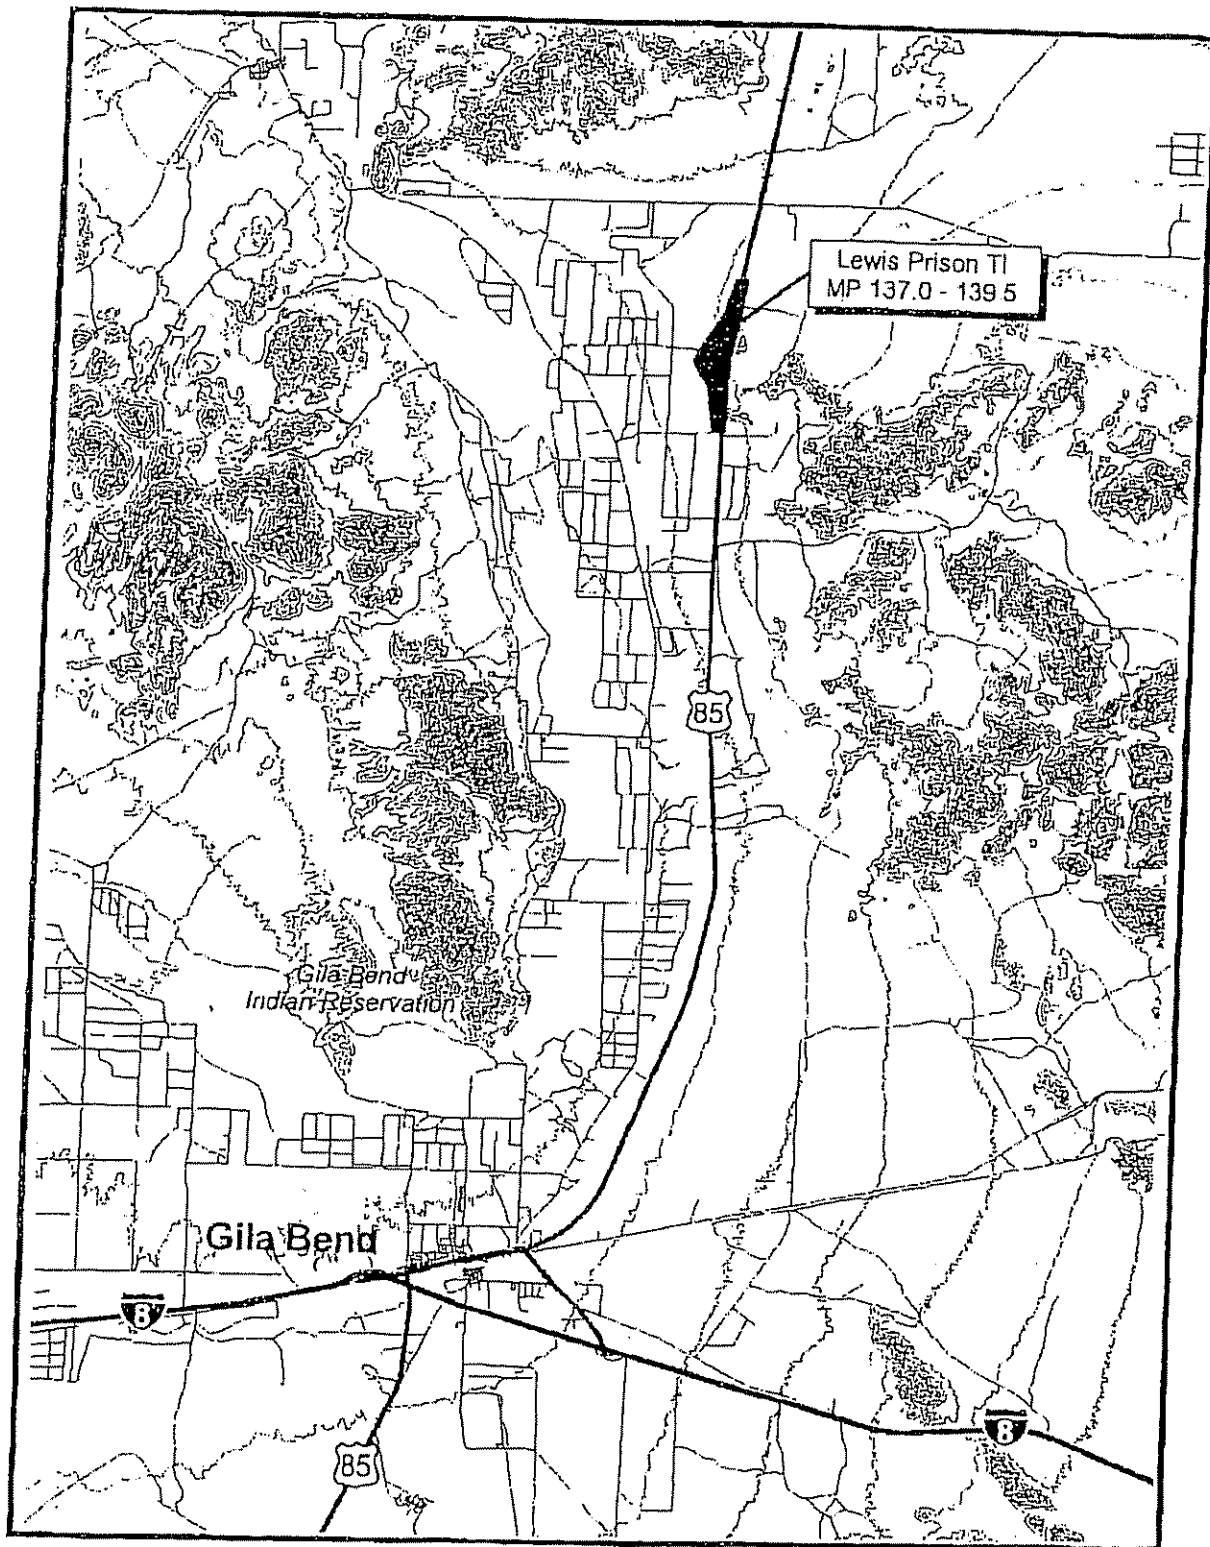 Lewis Prison TI
MP 137.0 - 139 5
85
Gila Bend
Indian Reservation
Gila Bend
8
8
85